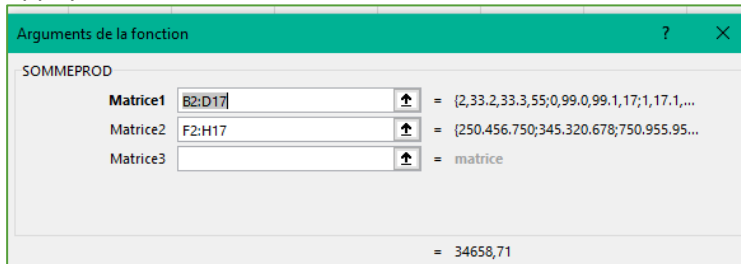 Arguments de la fonction ? ×
SOMMEPROD
Matrice1 B2:D17 = {2,33.2,33.3,55;0,99.0,99.1,17;1,17.1,...
Matrice2 F2:H17 = {250.456.750;345.320.678;750.955.95...
Matrice3 = matrice
= 34658,71